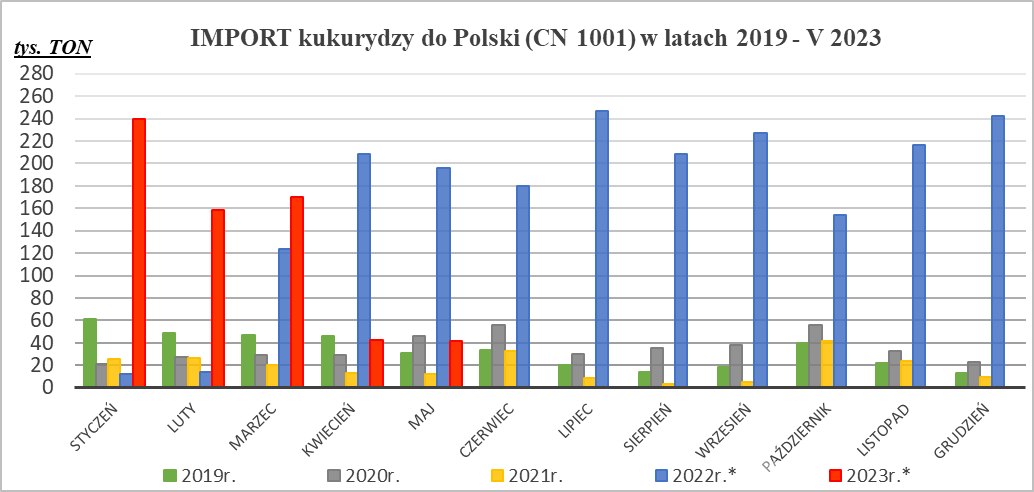 IMPORT kukurydzy do Polski (CN 1001) w latach 2019 - V 2023
tys. TON
280
260
240
220
200
180
160
140
120
100
80
60
40
20
0
STYCZEŃ
LUTY
MARZEC
KWIECIEŃ
MAJ
CZERWIEC
LIPIEC
SIERPIEŃ
WRZESIEŃ
PAŹDZIERNIK
LISTOPAD
GRUDZIEŃ
2019r.
2020r.
2021r.
2022r.*
2023r.*